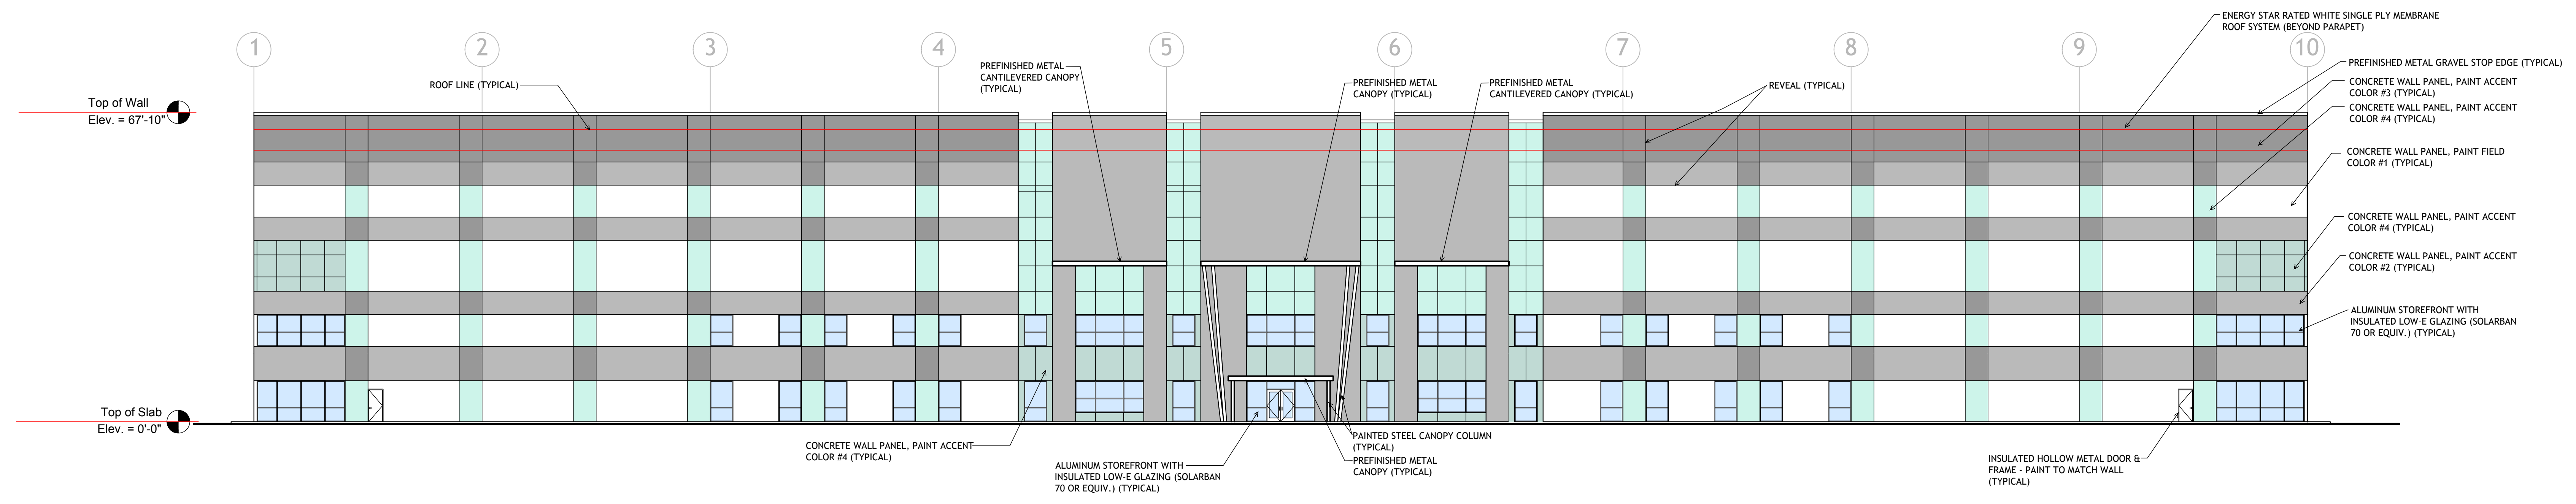 ENERGY STAR RATED WHITE SINGLE PLY MEMBRANE
ROOF SYSTEM (BEYOND PARAPET)
1
2
3
4
5
6
7
8
9
10
PREFINISHED METAL
CANTILEVERED CANOPY
(TYPICAL)
ROOF LINE (TYPICAL)
PREFINISHED METAL
CANOPY (TYPICAL)
PREFINISHED METAL
CANTILEVERED CANOPY (TYPICAL)
REVEAL (TYPICAL)
PREFINISHED METAL GRAVEL STOP EDGE (TYPICAL)
CONCRETE WALL PANEL, PAINT ACCENT
COLOR #3 (TYPICAL)
CONCRETE WALL PANEL, PAINT ACCENT
COLOR #4 (TYPICAL)
Top of Wall
Elev. = 67'-10"
CONCRETE WALL PANEL, PAINT FIELD
COLOR #1 (TYPICAL)
CONCRETE WALL PANEL, PAINT ACCENT
COLOR #4 (TYPICAL)
CONCRETE WALL PANEL, PAINT ACCENT
COLOR #2 (TYPICAL)
ALUMINUM STOREFRONT WITH
INSULATED LOW-E GLAZING (SOLARBAN
70 OR EQUIV.) (TYPICAL)
Top of Slab
Elev. = 0'-0"
CONCRETE WALL PANEL, PAINT ACCENT
COLOR #4 (TYPICAL)
ALUMINUM STOREFRONT WITH
INSULATED LOW-E GLAZING (SOLARBAN
70 OR EQUIV.) (TYPICAL)
PAINTED STEEL CANOPY COLUMN
(TYPICAL)
PREFINISHED METAL
CANOPY (TYPICAL)
INSULATED HOLLOW METAL DOOR &
FRAME - PAINT TO MATCH WALL
(TYPICAL)